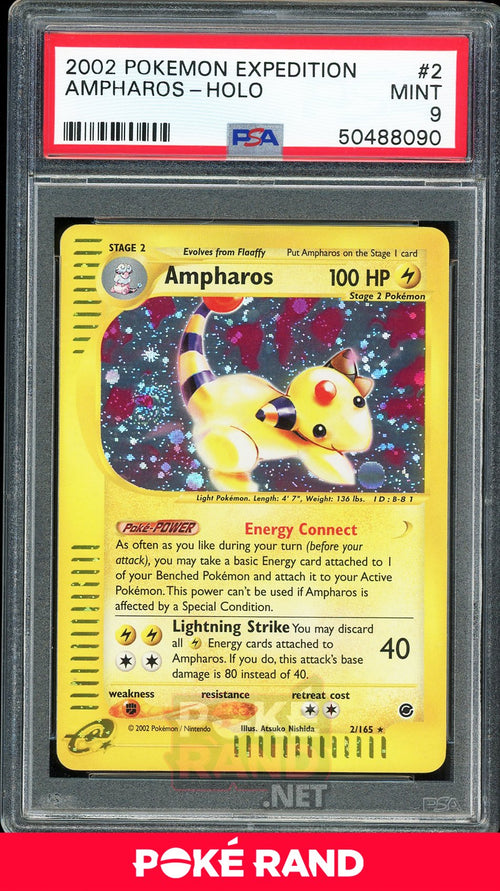 2002 POKEMON EXPEDITION #2
AMPHAROS – HOLO MINT
9
PSA 50488090
STAGE 2 Evolves from Flaaffy Put Ampharos on the Stage 1 card
Ampharos 100 HP
Stage 2 Pokémon
Light Pokémon. Length: 4' 7", Weight: 136 lbs. ID: B-81
Poké-POWER Energy Connect
As often as you like during your turn (before your
attack), you may take a basic Energy card attached to 1
of your Benched Pokémon and attach it to your Active
Pokémon. This power can't be used if Ampharos is
affected by a Special Condition.
Lightning Strike You may discard
all Energy cards attached to
Ampharos. If you do, this attack's base
damage is 80 instead of 40.
40
weakness resistance retreat cost
© 2002 Pokémon / Nintendo Illus. Atsuko Nishida 2/165 ★
POKÉ
RAND
.NET
PSA
POKÉ RAND